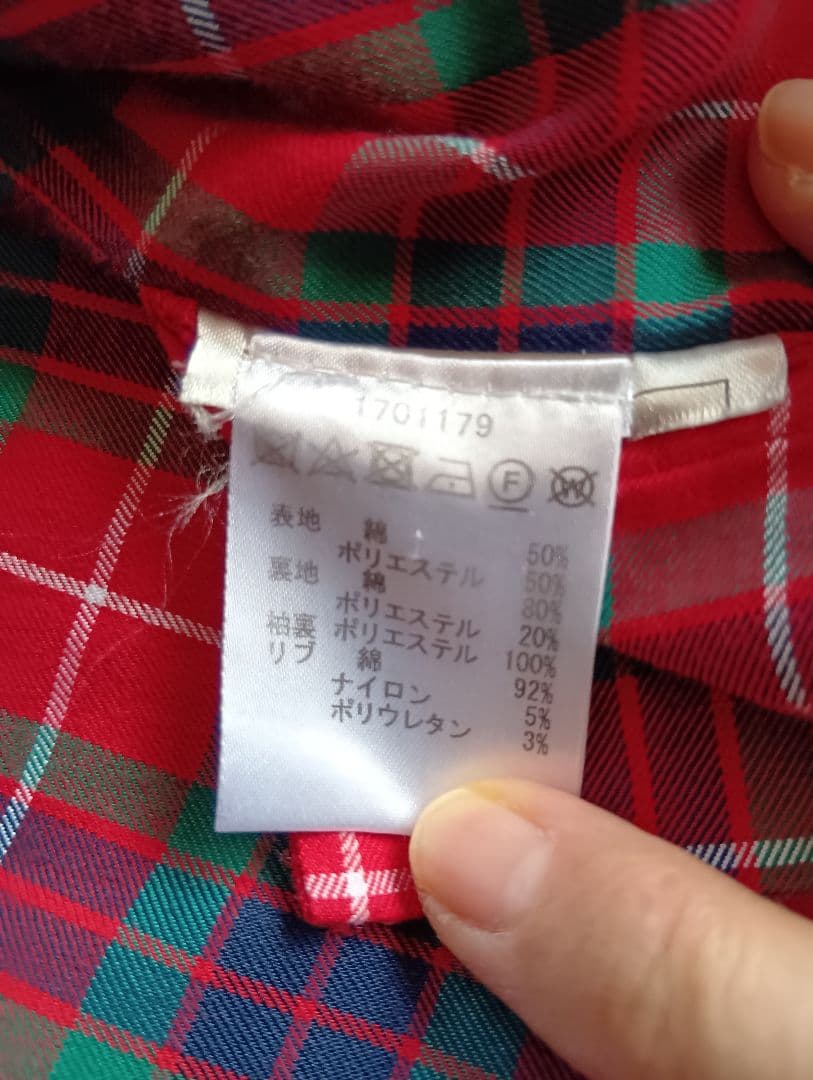 1701179
F W
表地 綿 50%
ポリエステル 50%
裏地 綿 80%
ポリエステル 20%
袖裏 ポリエステル 100%
リブ 綿 92%
ナイロン 5%
ポリウレタン 3%